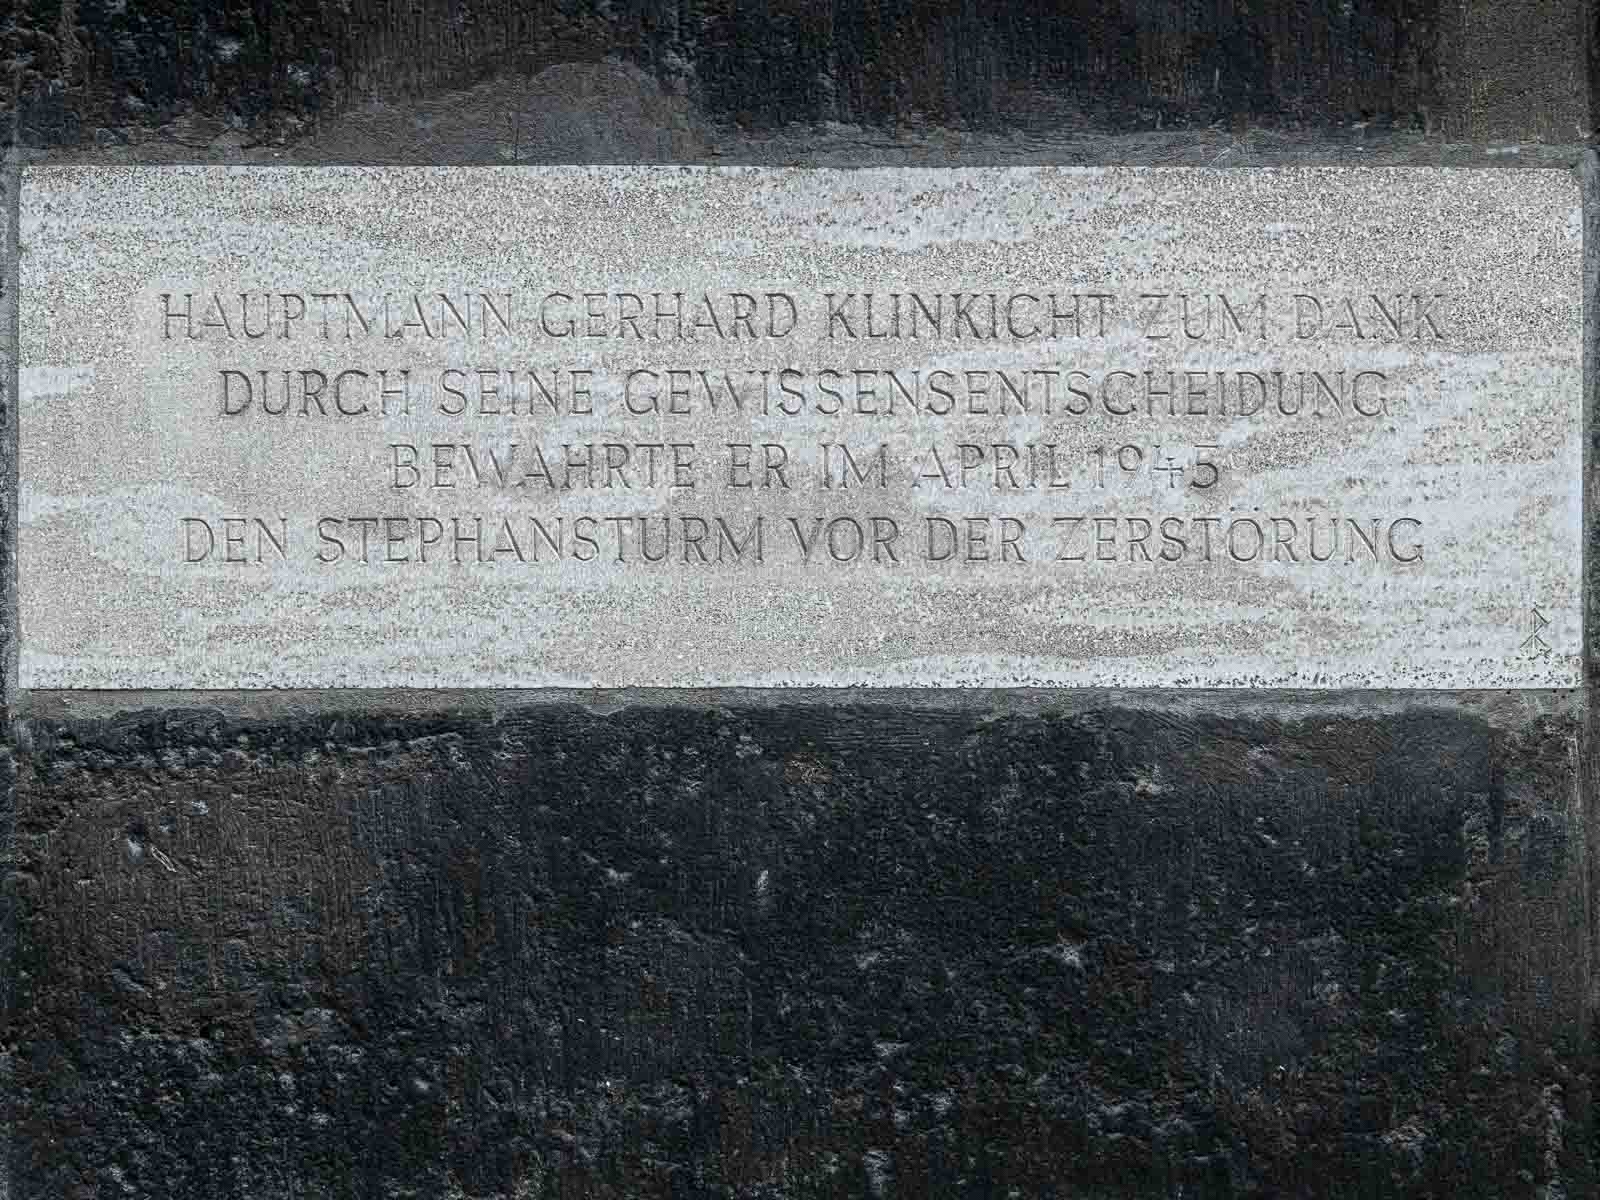 HAUPTMANN GERHARD KLINKICHT ZUM DANK
DURCH SEINE GEWISSENSENTSCHEIDUNG
BEWAHRTE ER IM APRIL 1945
DEN STEPHANSTURM VOR DER ZERSTÖRUNG